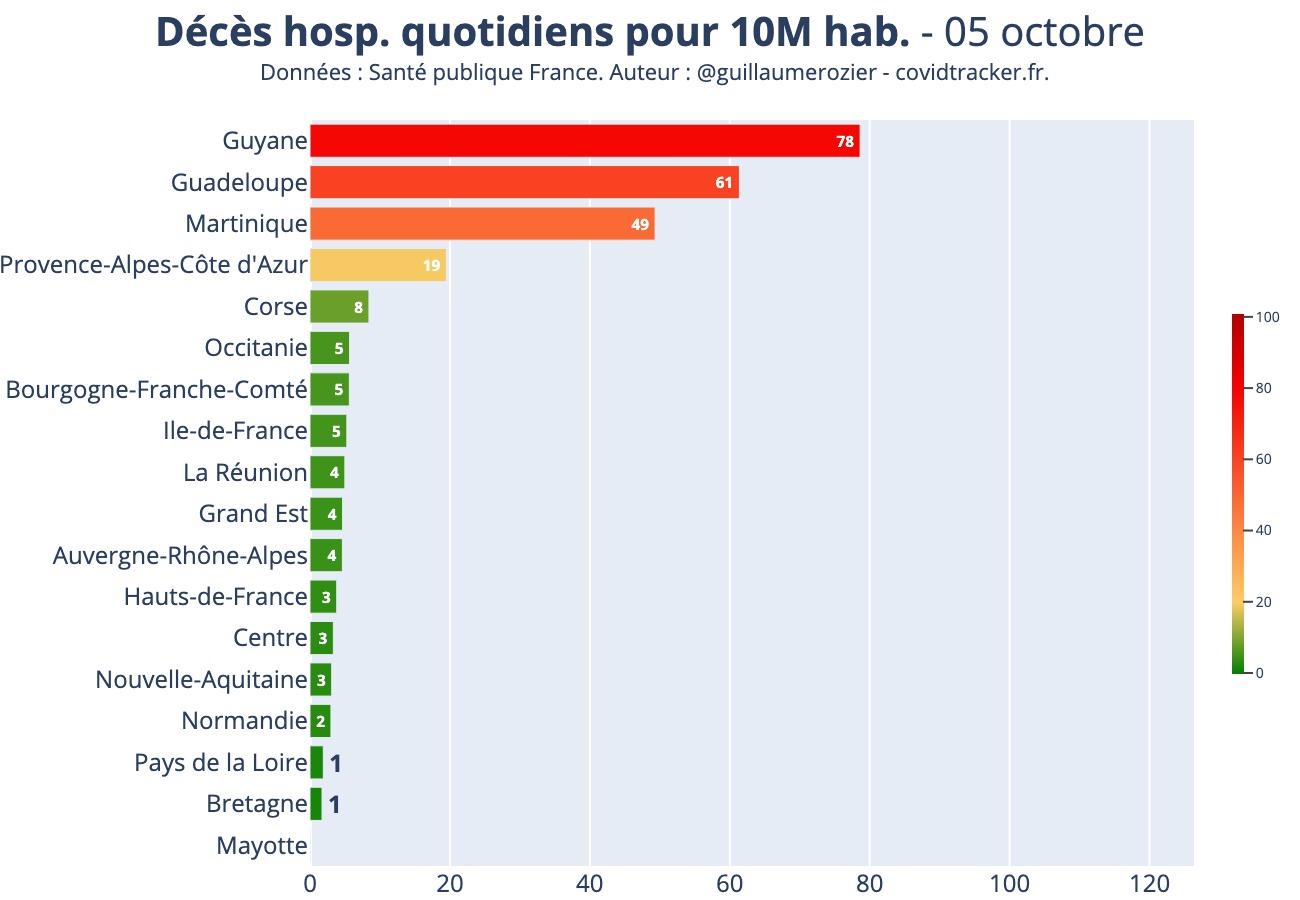 Décès hosp. quotidiens pour 10M hab. - 05 octobre
Données : Santé publique France. Auteur : @guillaumerozier - covidtracker.fr.
Guyane 78
Guadeloupe 61
Martinique 49
Provence-Alpes-Côte d'Azur 19
Corse 8
Occitanie 5
Bourgogne-Franche-Comté 5
Ile-de-France 5
La Réunion 4
Grand Est 4
Auvergne-Rhône-Alpes 4
Hauts-de-France 3
Centre 3
Nouvelle-Aquitaine 3
Normandie 2
Pays de la Loire 1
Bretagne 1
Mayotte
0 20 40 60 80 100 120
100
80
60
40
20
0